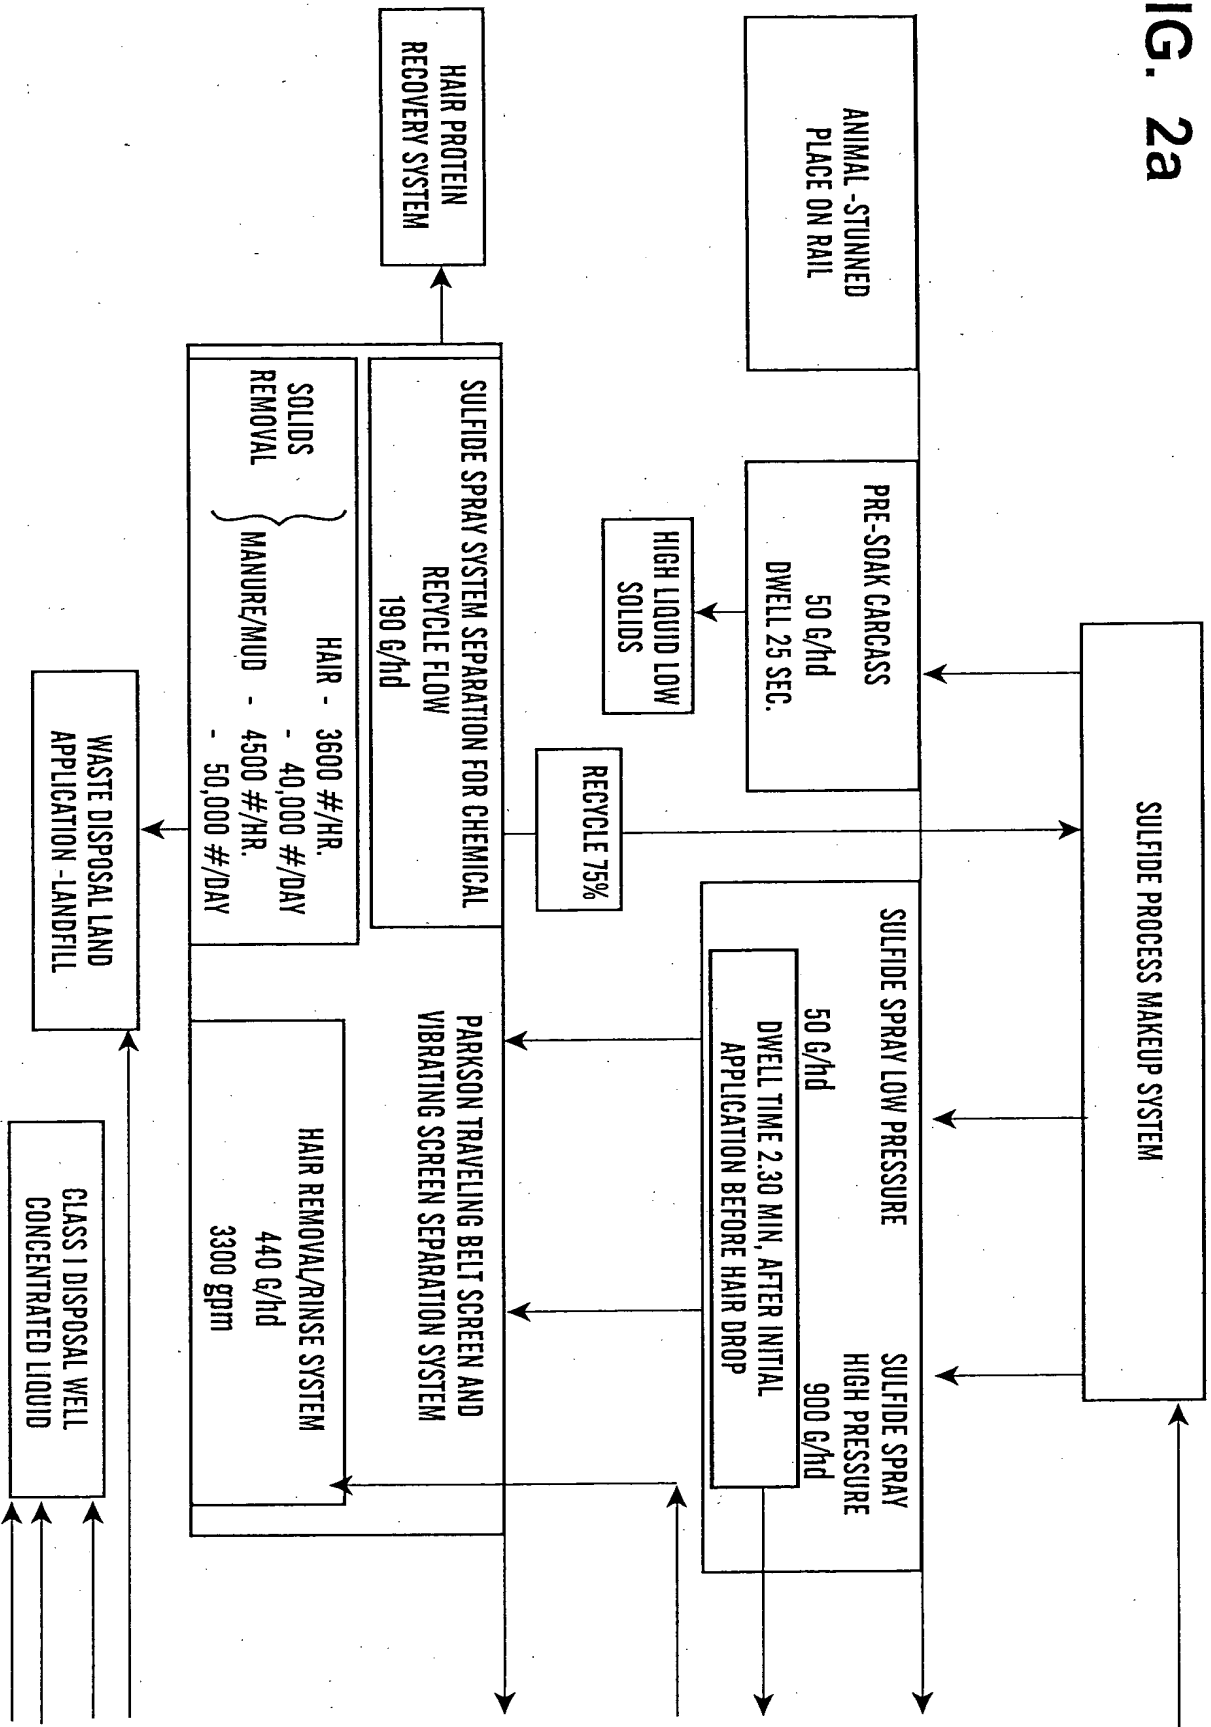 IG. 2a
SULFIDE PROCESS MAKEUP SYSTEM
ANIMAL -STUNNED
PLACE ON RAIL
PRE-SOAK CARCASS
50 G/hd
DWELL 25 SEC.
SULFIDE SPRAY LOW PRESSURE
50 G/hd
SULFIDE SPRAY
HIGH PRESSURE
900 G/hd
DWELL TIME 2.30 MIN, AFTER INITIAL
APPLICATION BEFORE HAIR DROP
HIGH LIQUID LOW
SOLIDS
RECYCLE 75%
HAIR PROTEIN
RECOVERY SYSTEM
SULFIDE SPRAY SYSTEM SEPARATION FOR CHEMICAL
RECYCLE FLOW
190 G/hd
PARKSON TRAVELING BELT SCREEN AND
VIBRATING SCREEN SEPARATION SYSTEM
SOLIDS
REMOVAL
HAIR - 3600 #/HR.
- 40,000 #/DAY
MANURE/MUD - 4500 #/HR.
- 50,000 #/DAY
HAIR REMOVAL/RINSE SYSTEM
440 G/hd
3300 gpm
WASTE DISPOSAL LAND
APPLICATION -LANDFILL
CLASS I DISPOSAL WELL
CONCENTRATED LIQUID